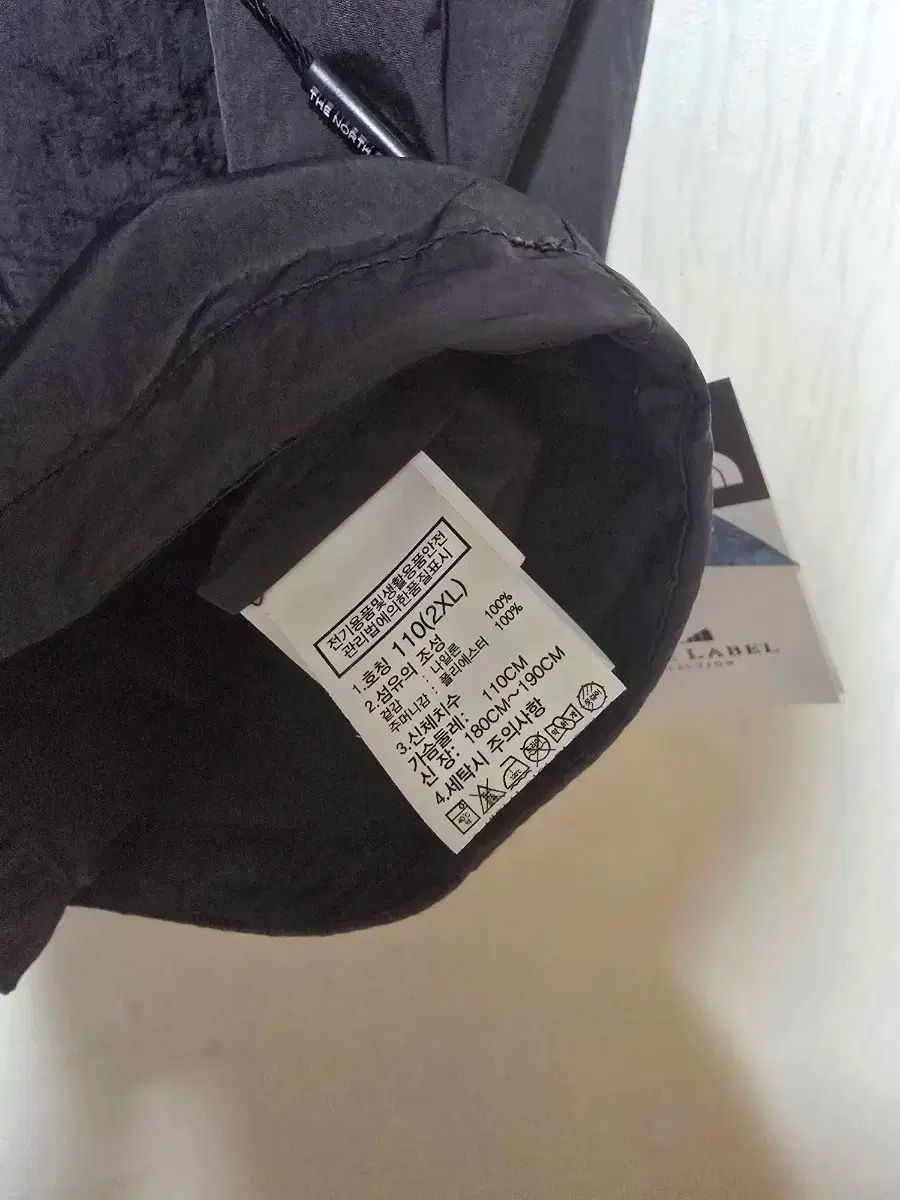 THE NORTH
전기용품및생활용품안전
관리법에의한품질표시
1.호칭 110(2XL)
2.섬유의 조성
겉감 : 나일론 100%
주머니감 : 폴리에스터 100%
3.신체치수
가슴둘레: 110CM
신 장: 180CM~190CM
4.세탁시 주의사항
LABEL